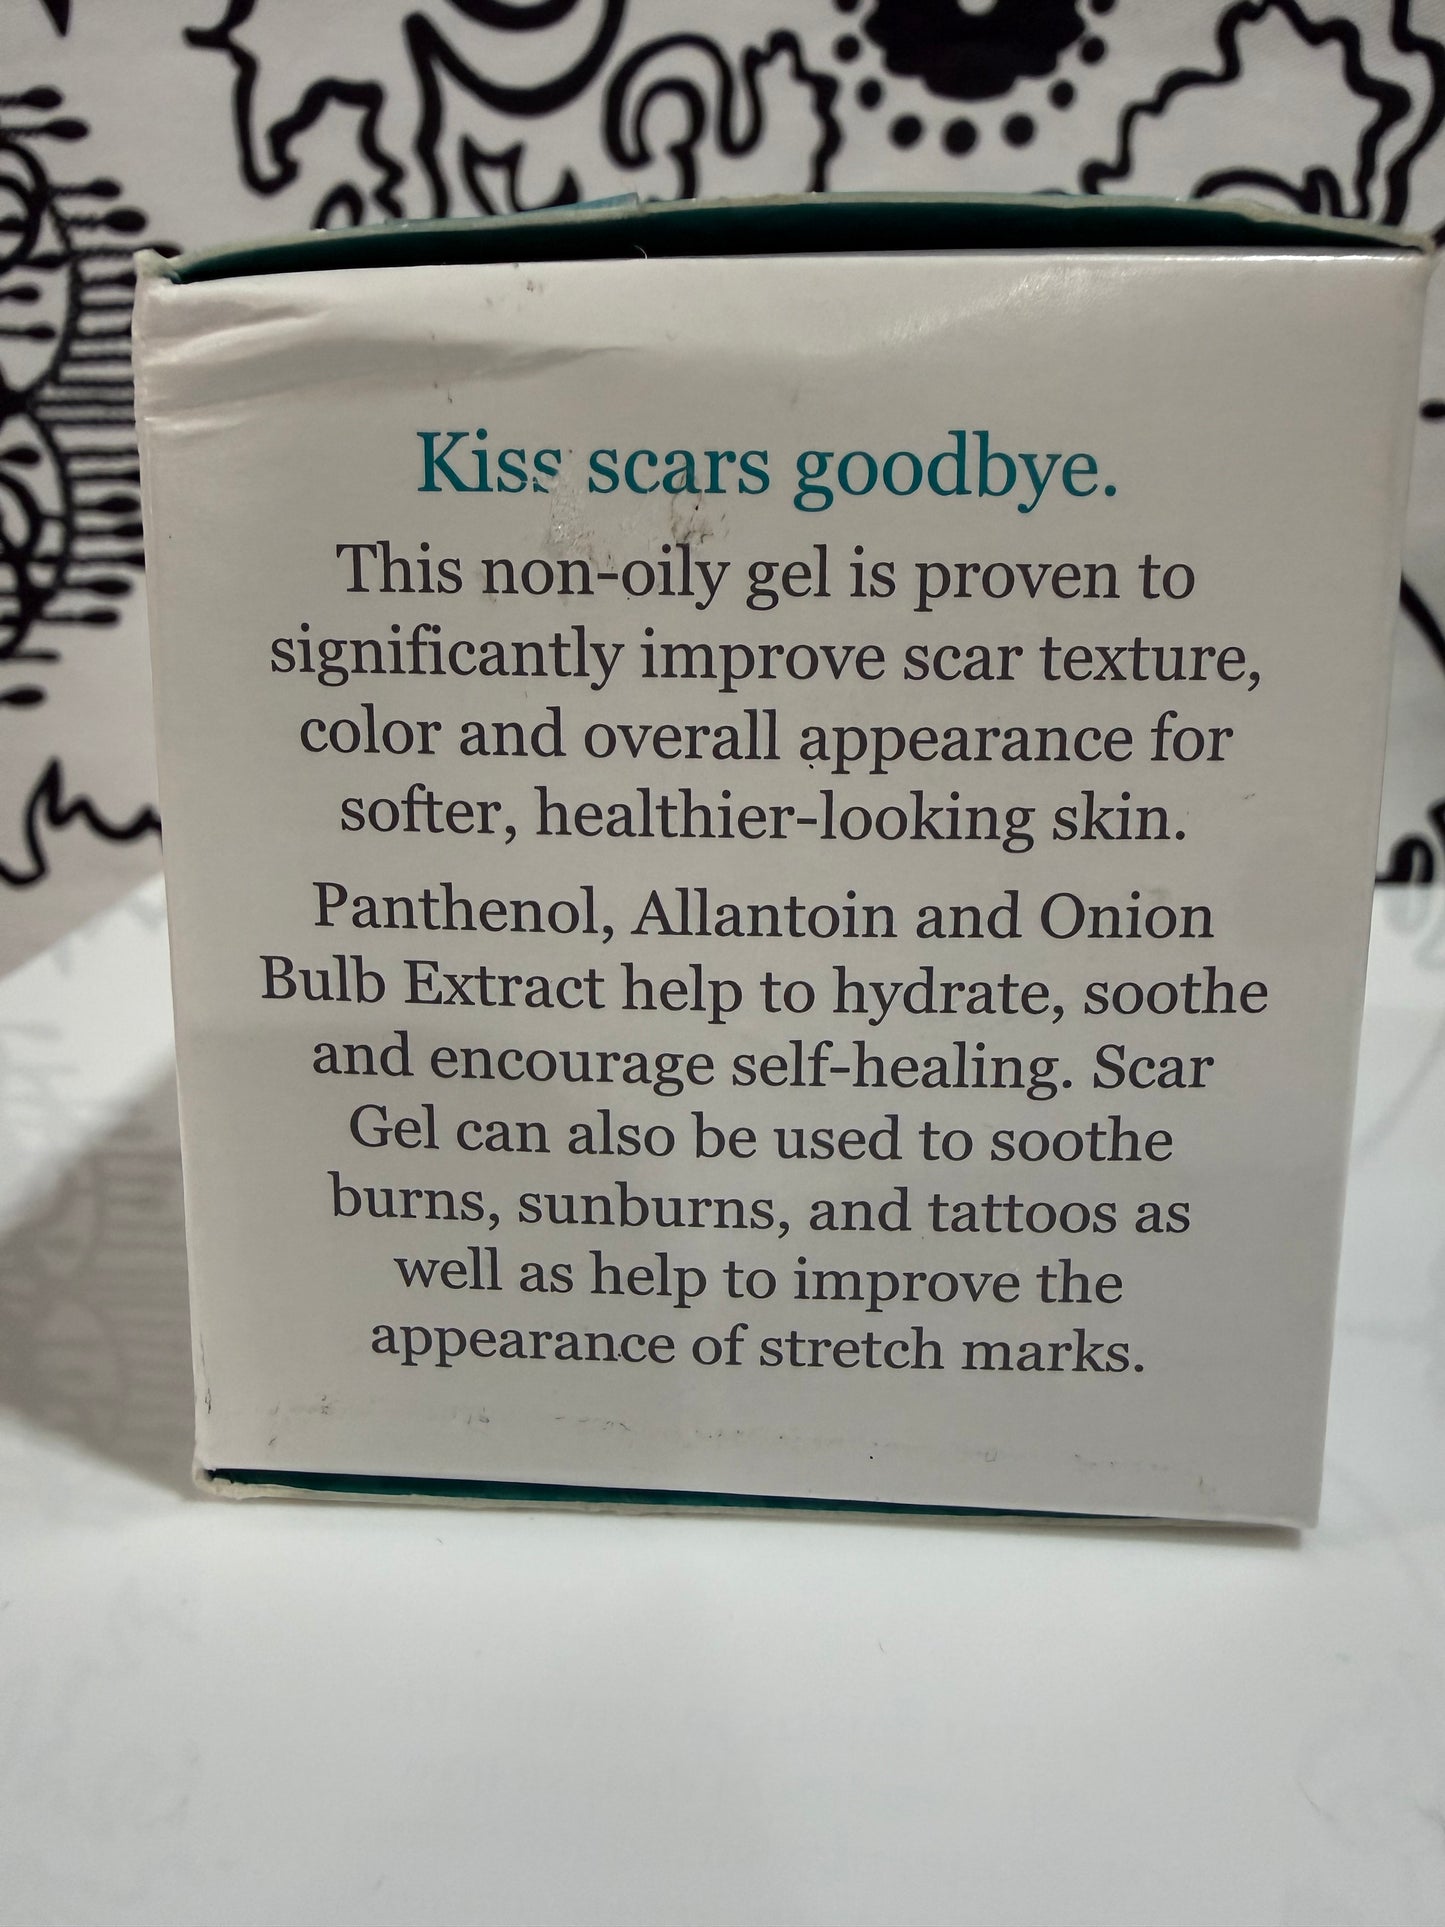 Kiss scars goodbye.
This non-oily gel is proven to
significantly improve scar texture,
color and overall appearance for
softer, healthier-looking skin.
Panthenol, Allantoin and Onion
Bulb Extract help to hydrate, soothe
and encourage self-healing. Scar
Gel can also be used to soothe
burns, sunburns, and tattoos as
well as help to improve the
appearance of stretch marks.